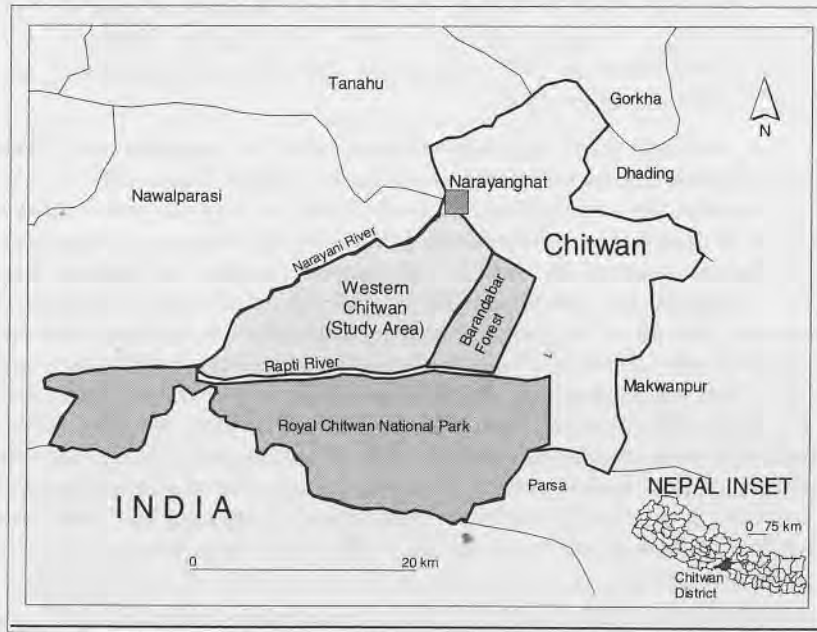 Tanahu
Gorkha
N
Dhading
Nawalparasi
Narayanghat
Narayani River
Chitwan
Western
Chitwan
(Study Area)
Barandabar
Forest
Rapti River
Makwanpur
Royal Chitwan National Park
Parsa
NEPAL INSET
INDIA
0 75 km
0 20 km
Chitwan
District